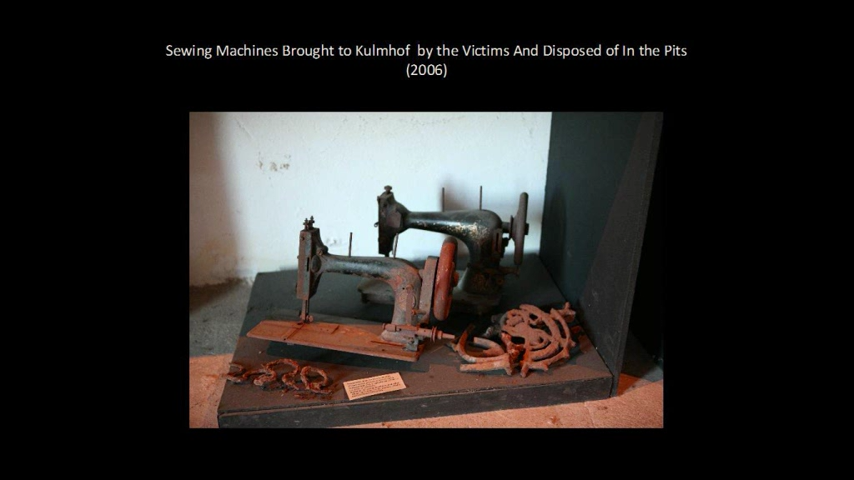 Sewing Machines Brought to Kulmhof by the Victims And Disposed of In the Pits
(2006)